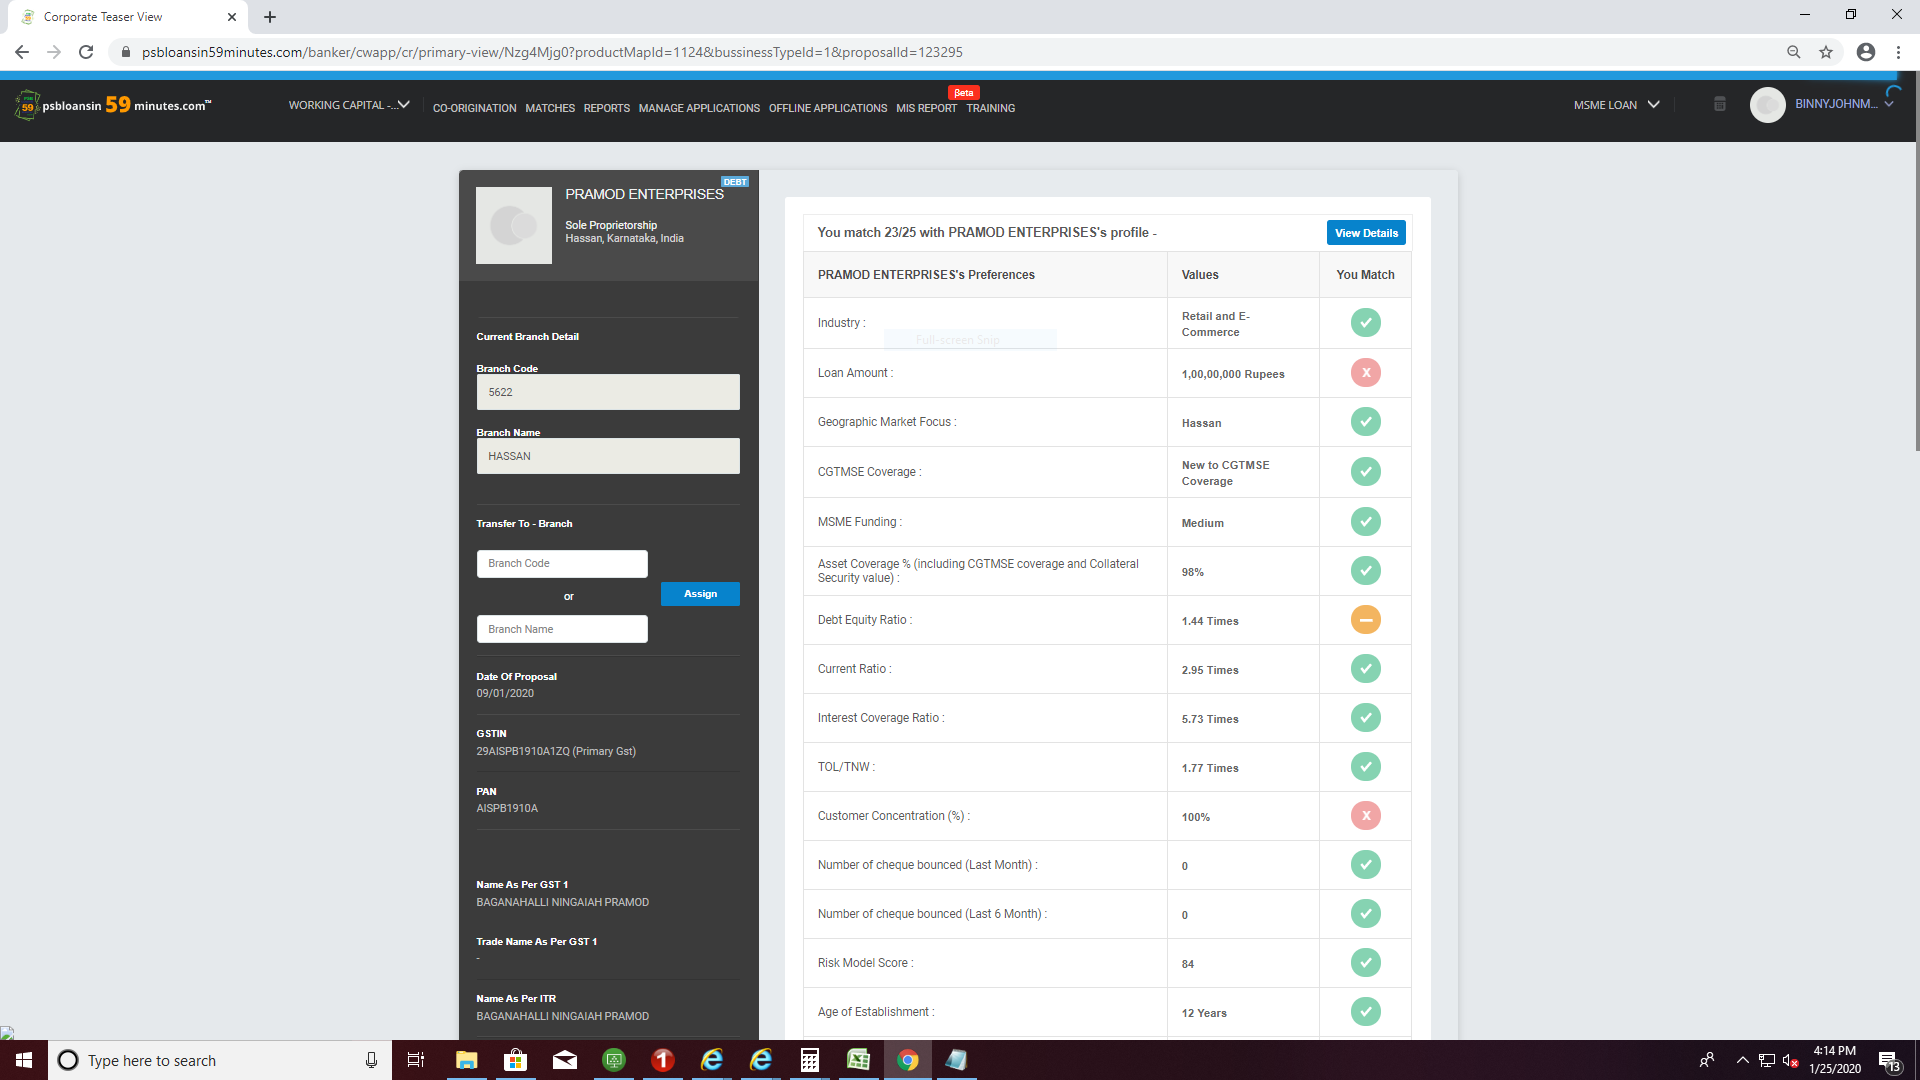 Corporate Teaser View
psbloansin59minutes.com/banker/cwapp/cr/primary-view/Nzg4Mjg0?productMapId=1124&bussinessTypeId=1&proposalId=123295
psbloansin 59 minutes.com™
WORKING CAPITAL -...
CO-ORIGINATION MATCHES REPORTS MANAGE APPLICATIONS OFFLINE APPLICATIONS MIS REPORT TRAINING
βeta
MSME LOAN
BINNYJOHNM...
DEBT
PRAMOD ENTERPRISES
Sole Proprietorship
Hassan, Karnataka, India
Current Branch Detail
Branch Code
5622
Branch Name
HASSAN
Transfer To - Branch
Branch Code
or
Assign
Branch Name
Date Of Proposal
09/01/2020
GSTIN
29AISPB1910A1ZQ (Primary Gst)
PAN
AISPB1910A
Name As Per GST 1
BAGANAHALLI NINGAIAH PRAMOD
Trade Name As Per GST 1
-
Name As Per ITR
BAGANAHALLI NINGAIAH PRAMOD
You match 23/25 with PRAMOD ENTERPRISES's profile -
View Details
PRAMOD ENTERPRISES's Preferences Values You Match
Industry : Retail and E-
Commerce
Full-screen Snip
Loan Amount : 1,00,00,000 Rupees X
Geographic Market Focus : Hassan
CGTMSE Coverage : New to CGTMSE
Coverage
MSME Funding : Medium
Asset Coverage % (including CGTMSE coverage and Collateral
Security value) : 98%
Debt Equity Ratio : 1.44 Times
Current Ratio : 2.95 Times
Interest Coverage Ratio : 5.73 Times
TOL/TNW : 1.77 Times
Customer Concentration (%) : 100% X
Number of cheque bounced (Last Month) : 0
Number of cheque bounced (Last 6 Month) : 0
Risk Model Score : 84
Age of Establishment : 12 Years
Type here to search
4:14 PM
1/25/2020
13